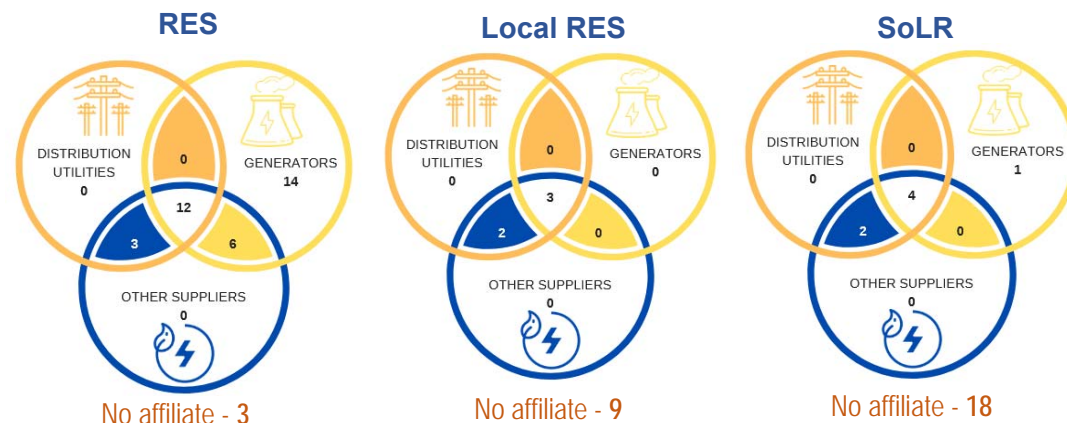 RES
DISTRIBUTION
UTILITIES
0
0
GENERATORS
14
12
3
6
OTHER SUPPLIERS
0
No affiliate - 3
Local RES
DISTRIBUTION
UTILITIES
0
0
GENERATORS
0
3
2
0
OTHER SUPPLIERS
0
No affiliate - 9
SoLR
DISTRIBUTION
UTILITIES
0
0
GENERATORS
1
4
2
0
OTHER SUPPLIERS
0
No affiliate - 18